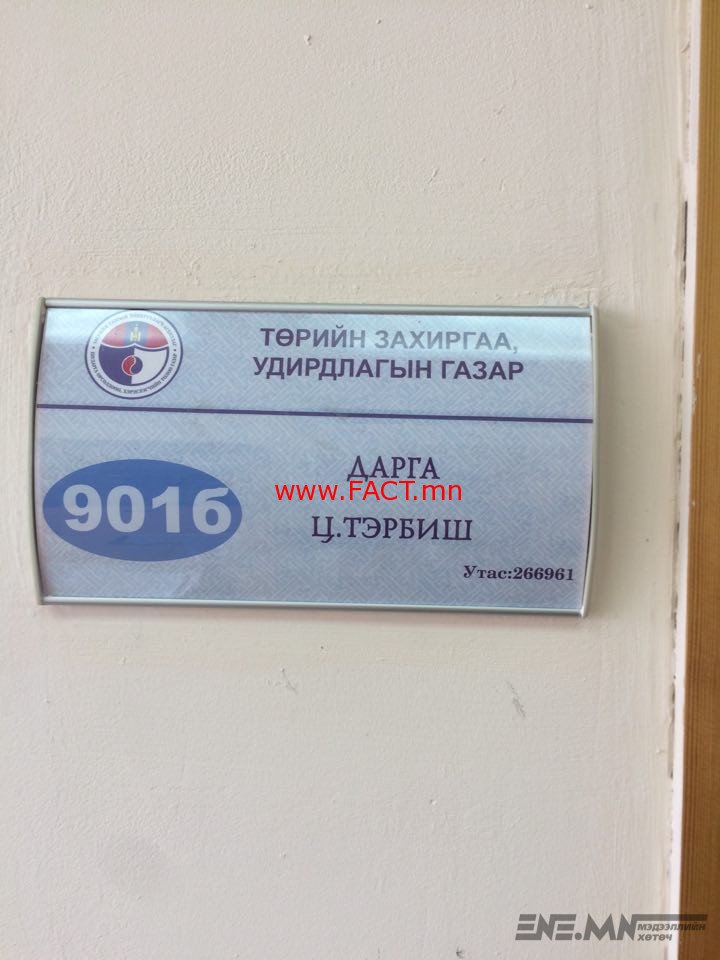 ТӨРИЙН ЗАХИРГАА,
УДИРДЛАГЫН ГАЗАР
901б
ДАРГА
www.FACT.mn
Ц.ТЭРБИШ
Утас:266961
ENE.MN МЭДЭЭЛЛИЙН ХӨТӨЧ